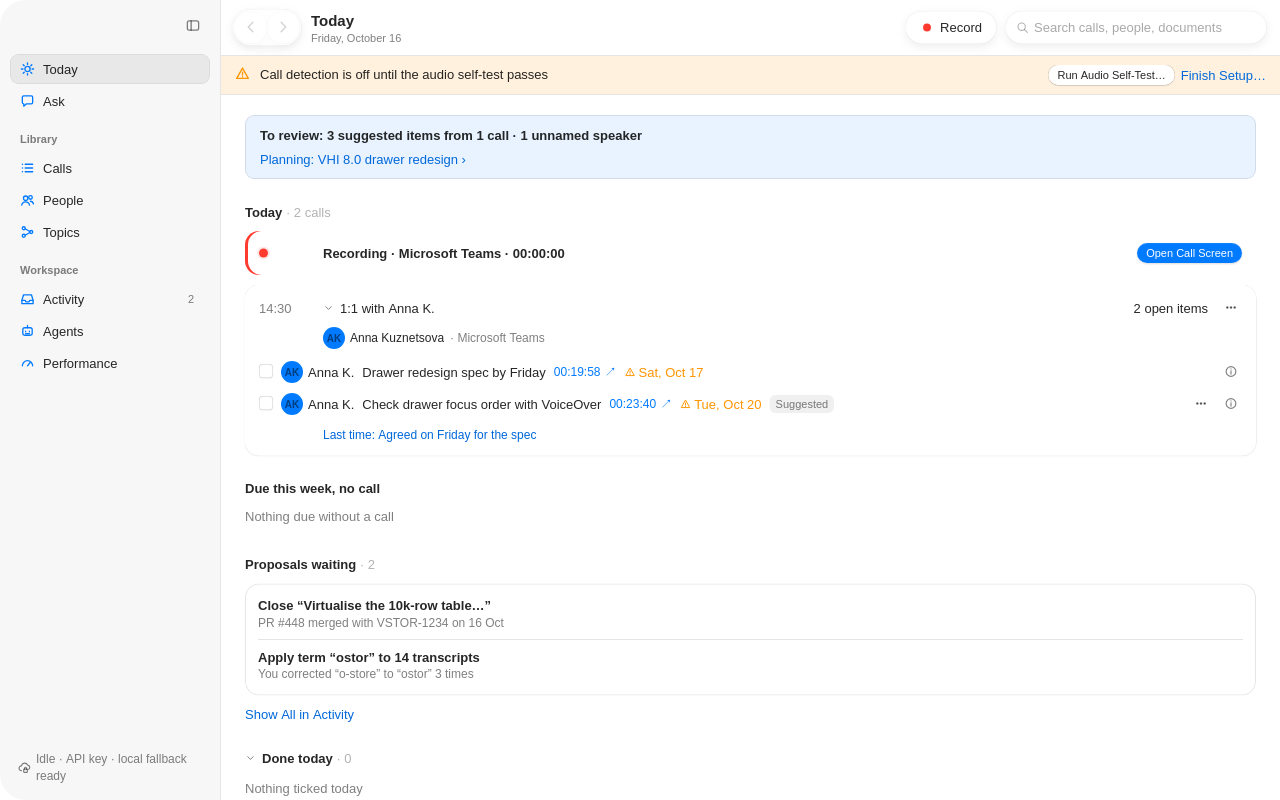 Today
Friday, October 16
Record
Search calls, people, documents
Today
Ask
Library
Calls
People
Topics
Workspace
Activity 2
Agents
Performance
Idle · API key · local fallback
ready
Call detection is off until the audio self-test passes
Run Audio Self-Test…
Finish Setup…
To review: 3 suggested items from 1 call · 1 unnamed speaker
Planning: VHI 8.0 drawer redesign ›
Today · 2 calls
Recording · Microsoft Teams · 00:00:00
Open Call Screen
14:30 1:1 with Anna K. 2 open items
AK Anna Kuznetsova · Microsoft Teams
AK Anna K. Drawer redesign spec by Friday 00:19:58 ↗ Sat, Oct 17
AK Anna K. Check drawer focus order with VoiceOver 00:23:40 ↗ Tue, Oct 20 Suggested
Last time: Agreed on Friday for the spec
Due this week, no call
Nothing due without a call
Proposals waiting · 2
Close “Virtualise the 10k-row table…”
PR #448 merged with VSTOR-1234 on 16 Oct
Apply term “ostor” to 14 transcripts
You corrected “o-store” to “ostor” 3 times
Show All in Activity
Done today · 0
Nothing ticked today